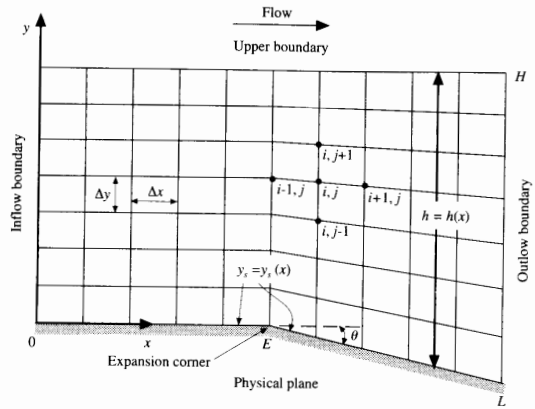 Flow
y
Upper boundary
H
Inflow boundary
Δy
Δx
i, j+1
i-1, j
i, j
i+1, j
i, j-1
h = h(x)
Outlow boundary
y_s = y_s (x)
θ
0
x
E
Expansion corner
Physical plane
L